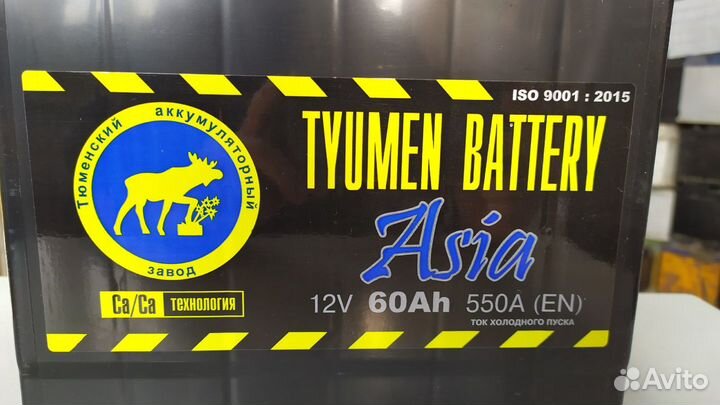 ISO 9001 : 2015
Тюменский аккумуляторный
завод
TYUMEN BATTERY
Asia
Ca/Ca технология
12V 60Ah 550A (EN)
ТОК ХОЛОДНОГО ПУСКА
Avito